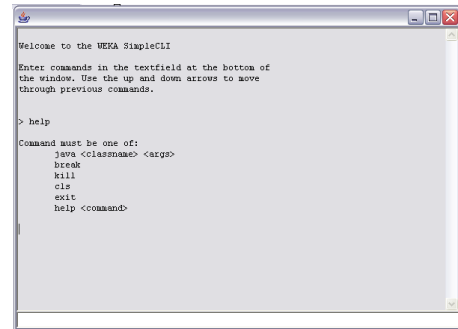 Welcome to the WEKA SimpleCLI
Enter commands in the textfield at the bottom of
the window. Use the up and down arrows to move
through previous commands.
> help
Command must be one of:
java <classname> <args>
break
kill
cls
exit
help <command>